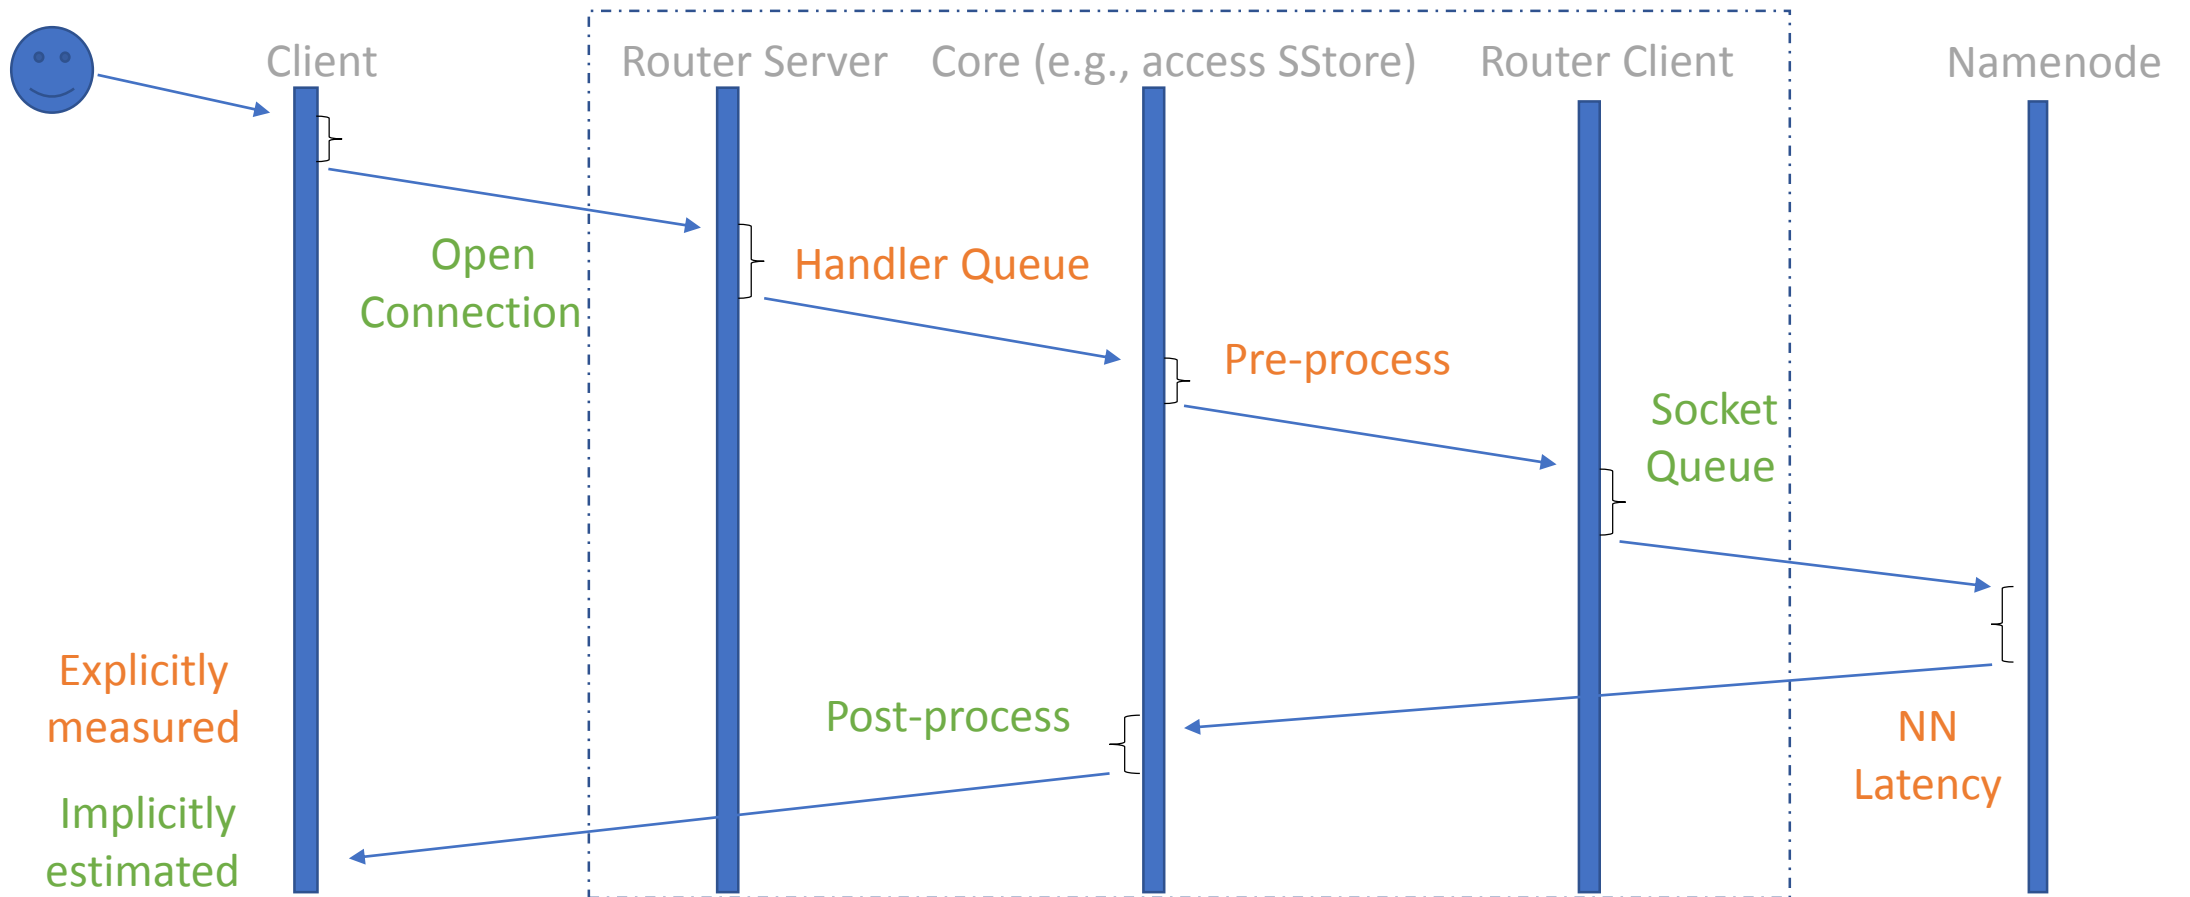 Client
Router Server
Core (e.g., access SStore)
Router Client
Namenode
Open
Connection
Handler Queue
Pre-process
Socket
Queue
Explicitly
measured
Post-process
NN
Latency
Implicitly
estimated